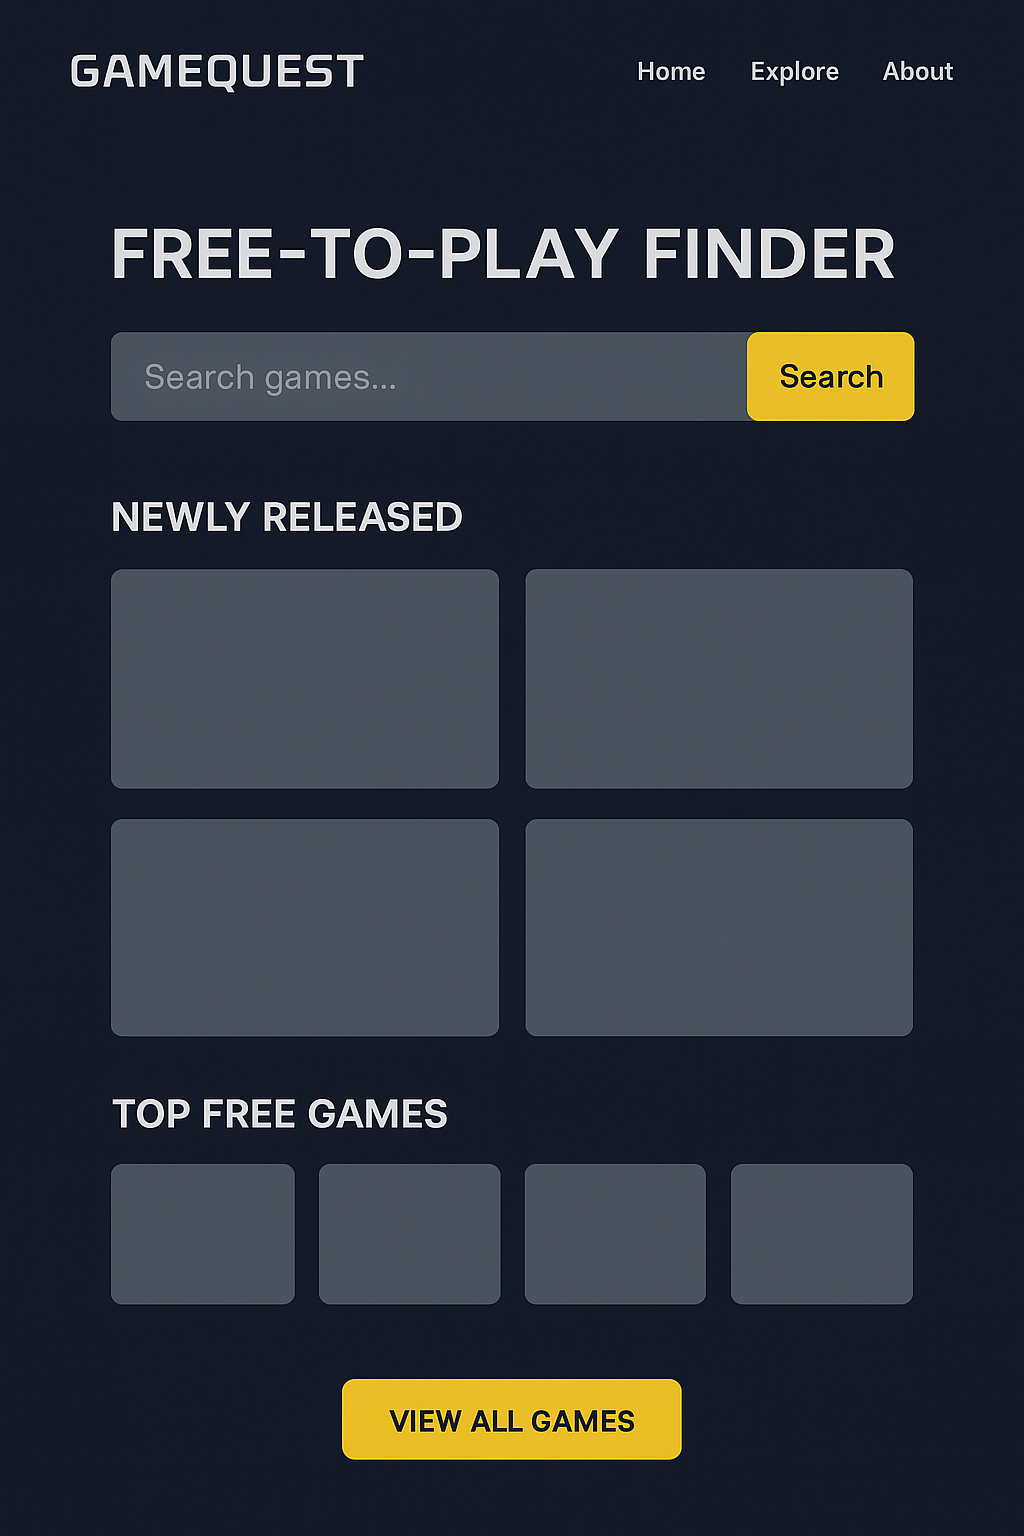 GAMEQUEST
Home Explore About
FREE-TO-PLAY FINDER
Search games...
Search
NEWLY RELEASED
TOP FREE GAMES
VIEW ALL GAMES